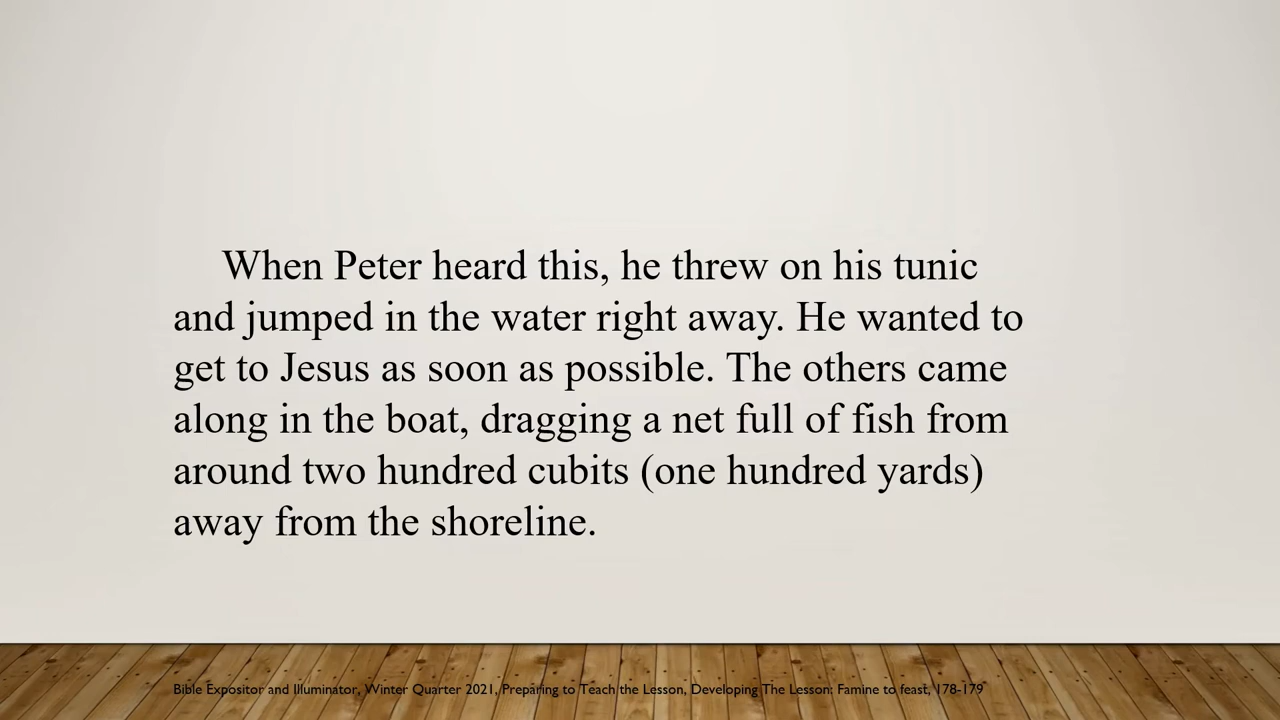 When Peter heard this, he threw on his tunic
and jumped in the water right away. He wanted to
get to Jesus as soon as possible. The others came
along in the boat, dragging a net full of fish from
around two hundred cubits (one hundred yards)
away from the shoreline.
Bible Expositor and Illuminator, Winter Quarter 2021, Preparing to Teach the Lesson, Developing The Lesson: Famine to feast, 178-179